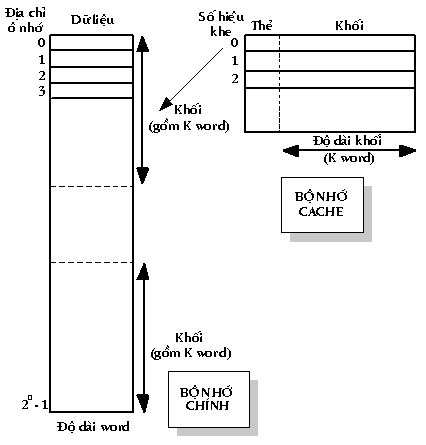 Địa chỉ
ô nhớ
Dữ liệu
0
1
2
3
Khối
(gồm K word)
Khối
(gồm K word)
2ⁿ - 1
Độ dài word
BỘ NHỚ
CHÍNH
Số hiệu
khe
Thẻ
Khối
0
1
2
Độ dài khối
(K word)
BỘ NHỚ
CACHE